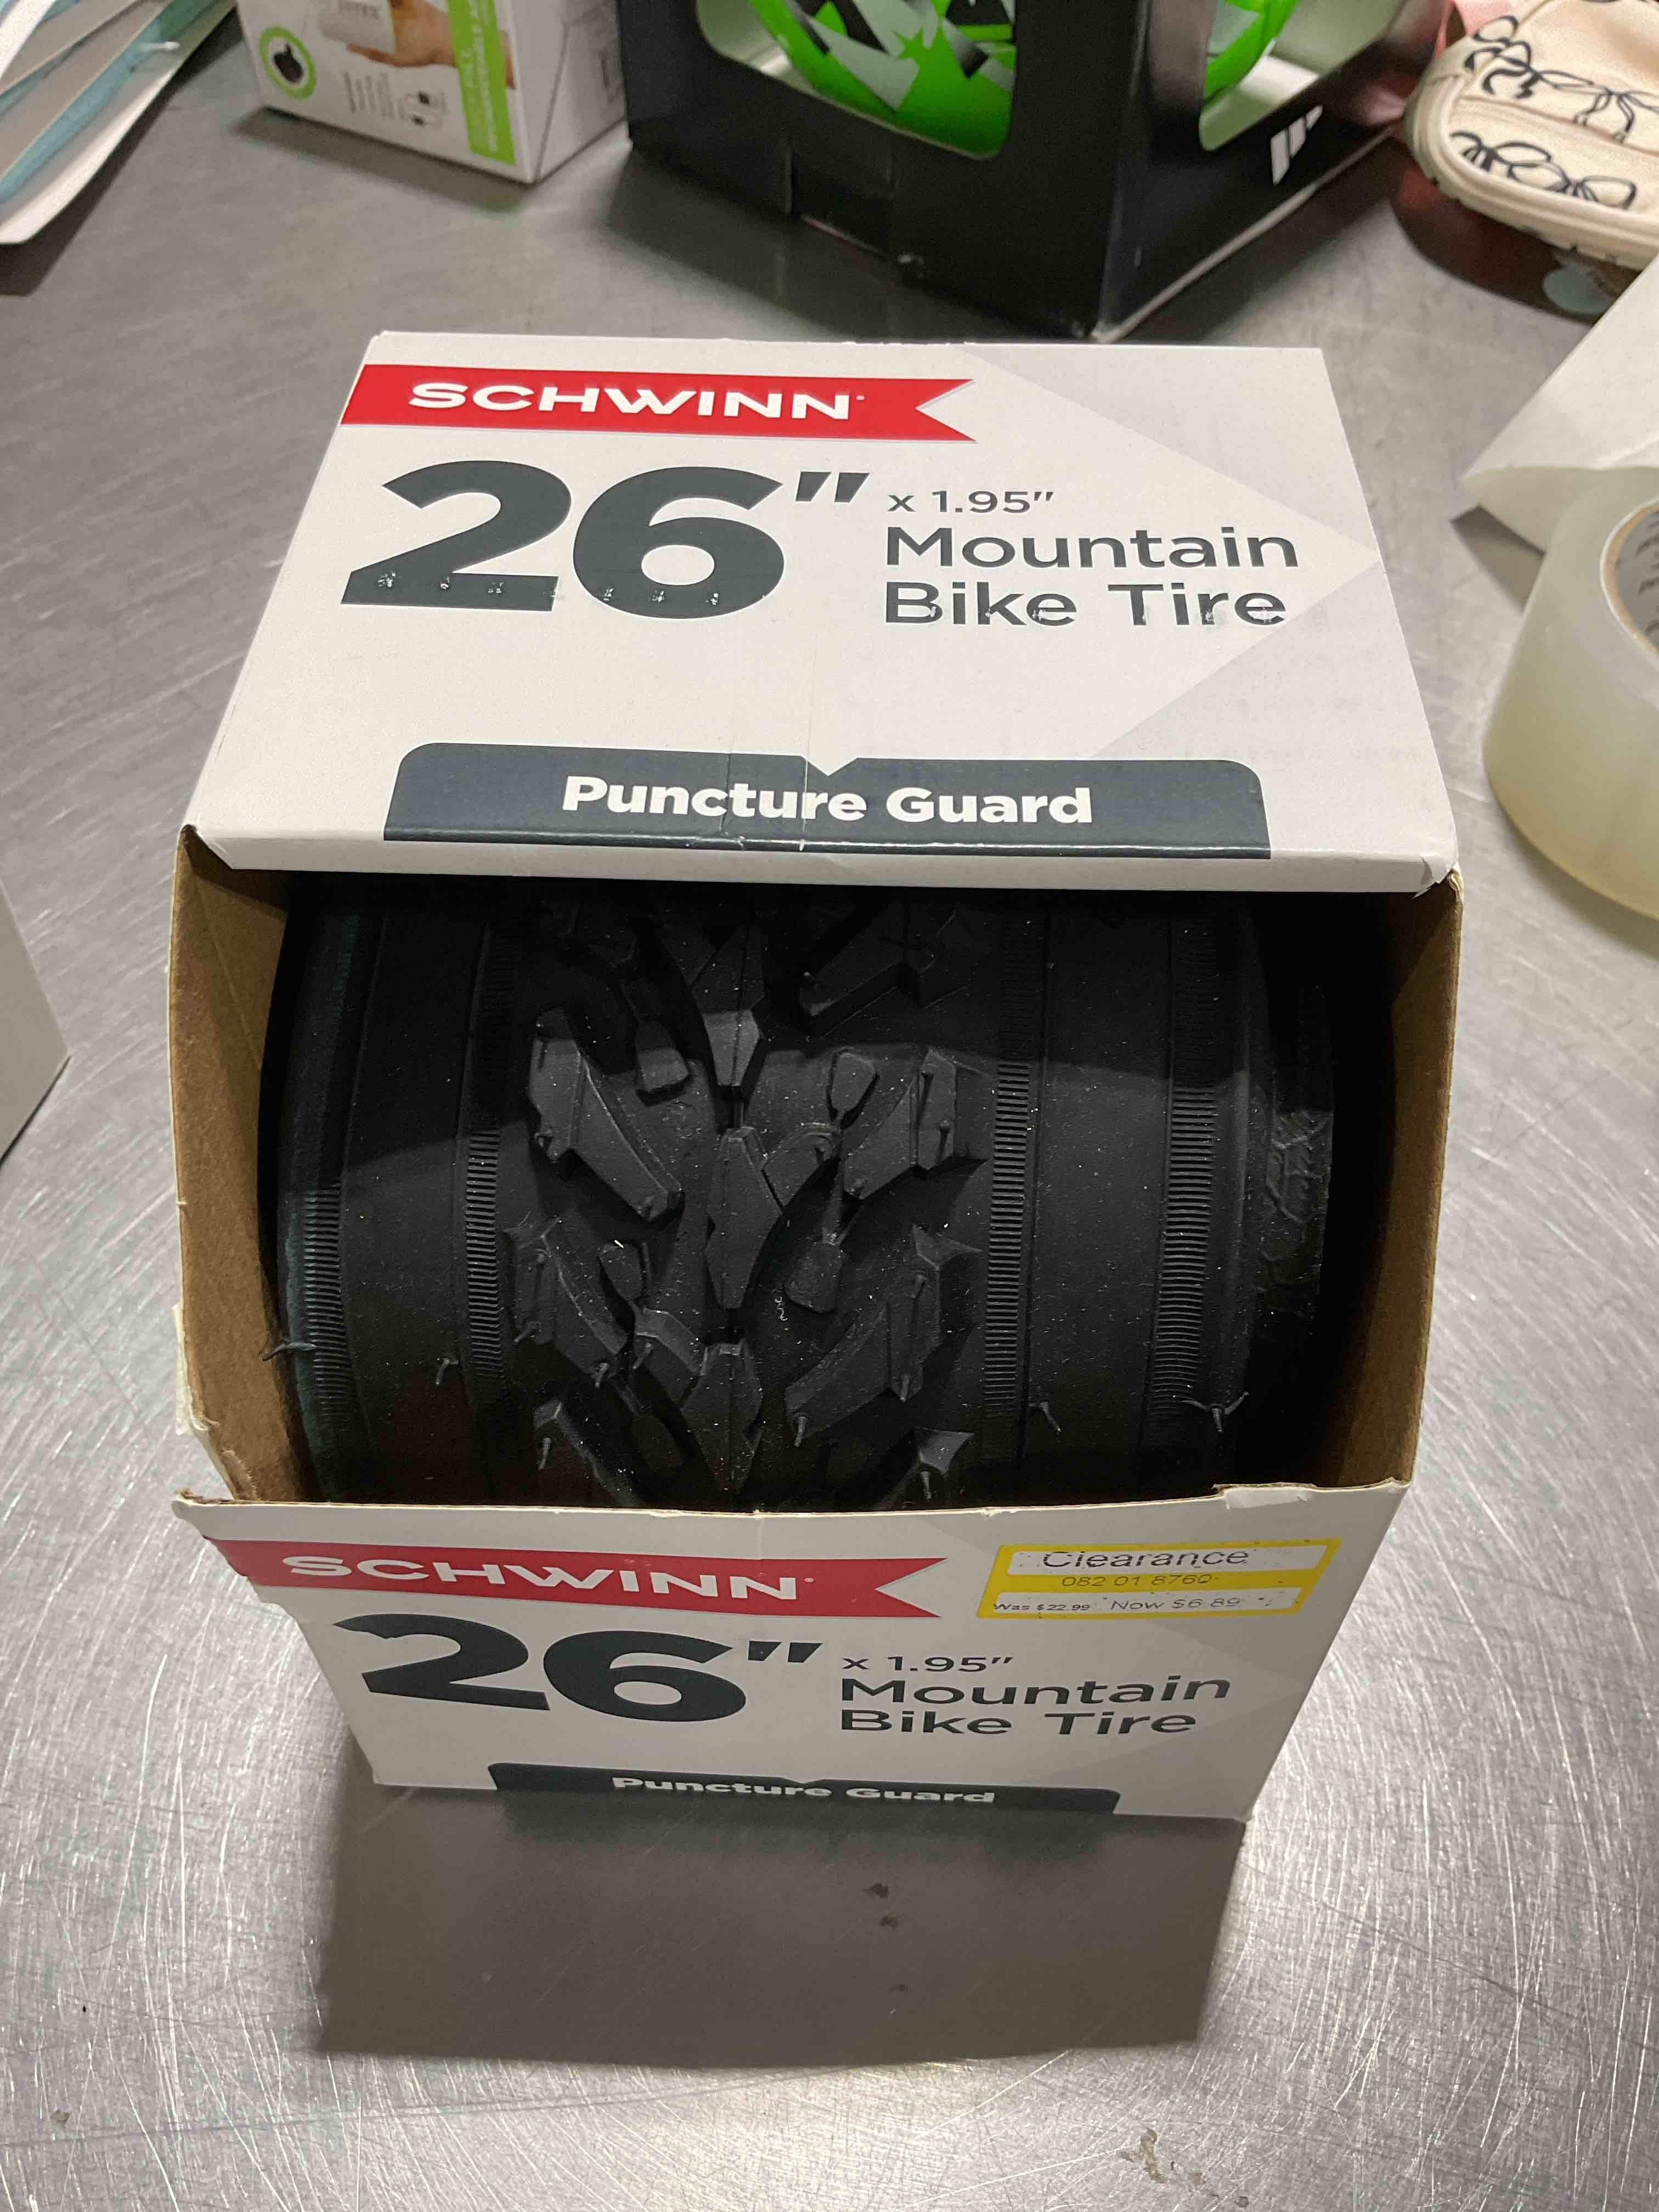 SCHWINN
26"
x 1.95"
Mountain
Bike Tire
Puncture Guard
SCHWINN
Clearance
082 01 8760
Was $22.99 Now $6.89
26"
x 1.95"
Mountain
Bike Tire
Puncture Guard